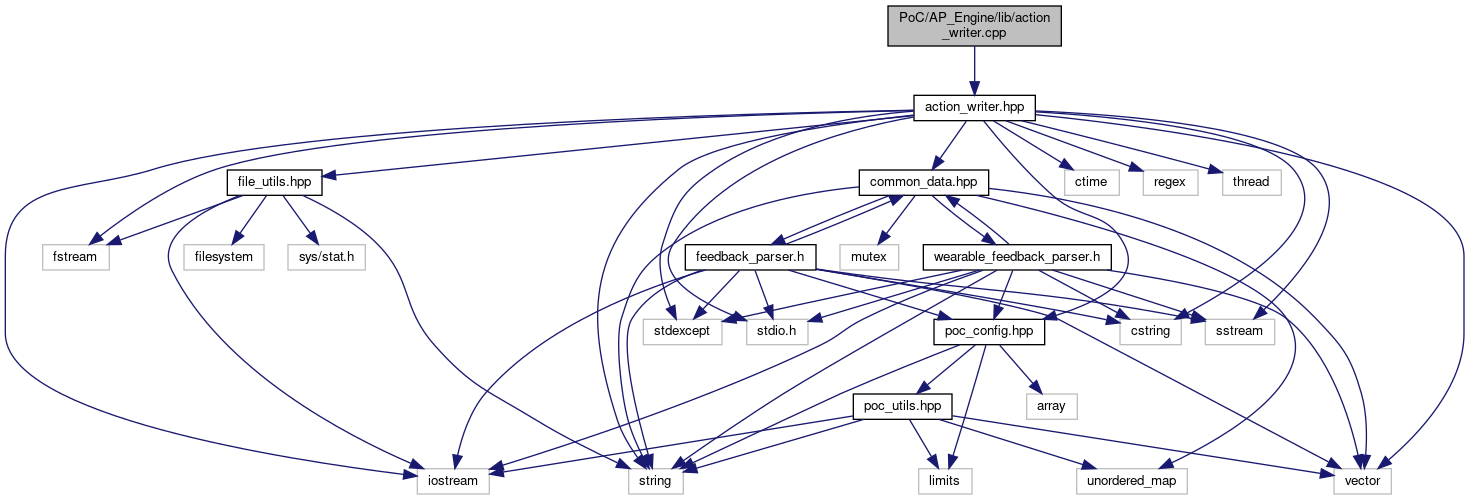 PoC/AP_Engine/lib/action
_writer.cpp
action_writer.hpp
file_utils.hpp
common_data.hpp
ctime
regex
thread
fstream
filesystem
sys/stat.h
feedback_parser.h
mutex
wearable_feedback_parser.h
stdexcept
stdio.h
poc_config.hpp
cstring
sstream
poc_utils.hpp
array
iostream
string
limits
unordered_map
vector